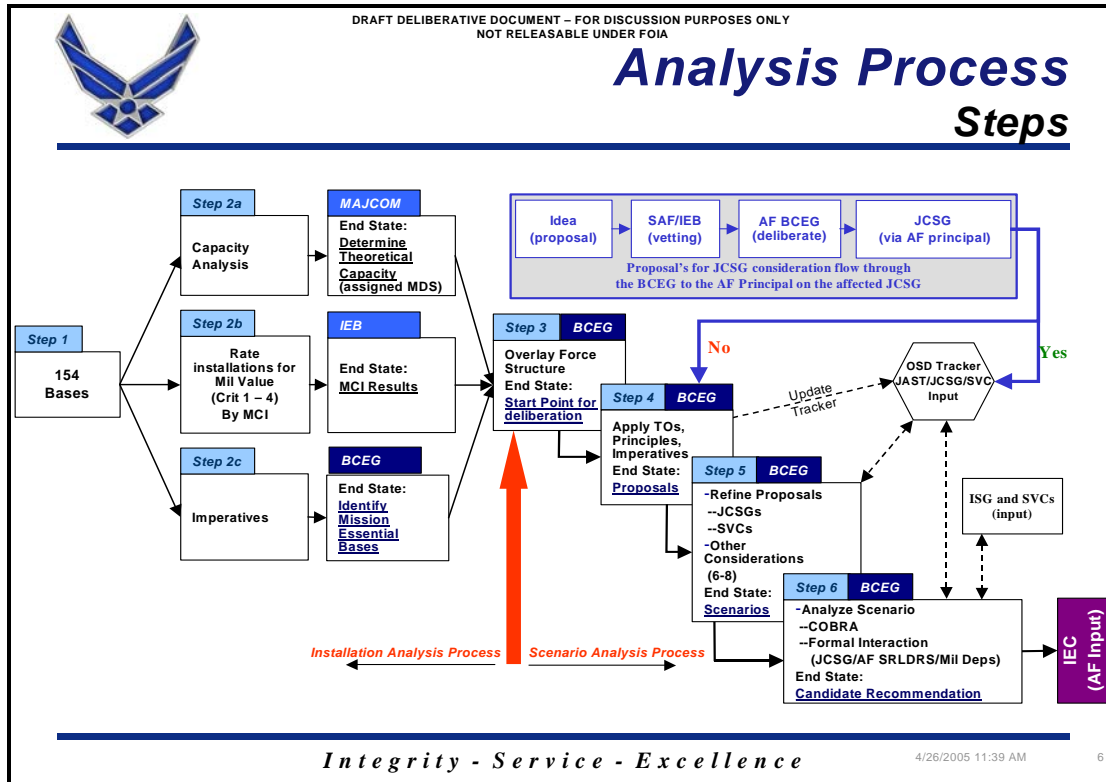 DRAFT DELIBERATIVE DOCUMENT – FOR DISCUSSION PURPOSES ONLY
NOT RELEASABLE UNDER FOIA
Analysis Process
Steps
Step 1
154
Bases
Step 2a
Capacity
Analysis
MAJCOM
End State:
Determine
Theoretical
Capacity
(assigned MDS)
Step 2b
Rate
installations for
Mil Value
(Crit 1 – 4)
By MCI
IEB
End State:
MCI Results
Step 2c
Imperatives
BCEG
End State:
Identify
Mission
Essential
Bases
Idea
(proposal)
SAF/IEB
(vetting)
AF BCEG
(deliberate)
JCSG
(via AF principal)
Proposal's for JCSG consideration flow through
the BCEG to the AF Principal on the affected JCSG
No
Yes
Step 3
BCEG
Overlay Force
Structure
End State:
Start Point for
deliberation
Step 4
BCEG
Apply TOs,
Principles,
Imperatives
End State:
Proposals
Update
Tracker
OSD Tracker
JAST/JCSG/SVC
Input
Step 5
BCEG
-Refine Proposals
--JCSGs
--SVCs
-Other
Considerations
(6-8)
End State:
Scenarios
ISG and SVCs
(input)
Step 6
BCEG
-Analyze Scenario
--COBRA
--Formal Interaction
(JCSG/AF SRLDRS/Mil Deps)
End State:
Candidate Recommendation
IEC
(AF Input)
Installation Analysis Process
Scenario Analysis Process
Integrity - Service - Excellence
4/26/2005 11:39 AM
6